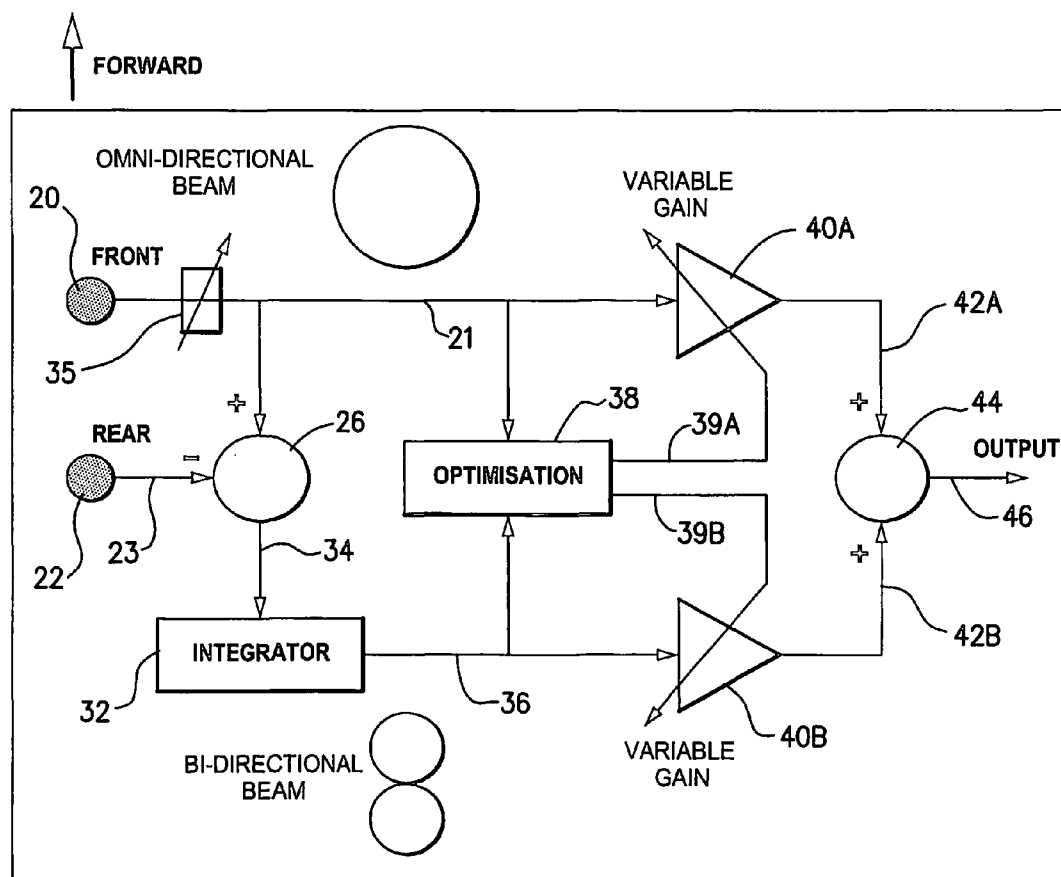 FORWARD
OMNI-DIRECTIONAL
BEAM
VARIABLE
GAIN
20
40A
FRONT
42A
35
21
+
38
+
44
REAR
26
39A
OUTPUT
-
OPTIMISATION
46
23
39B
22
34
+
INTEGRATOR
42B
32
36
40B
BI-DIRECTIONAL
BEAM
VARIABLE
GAIN